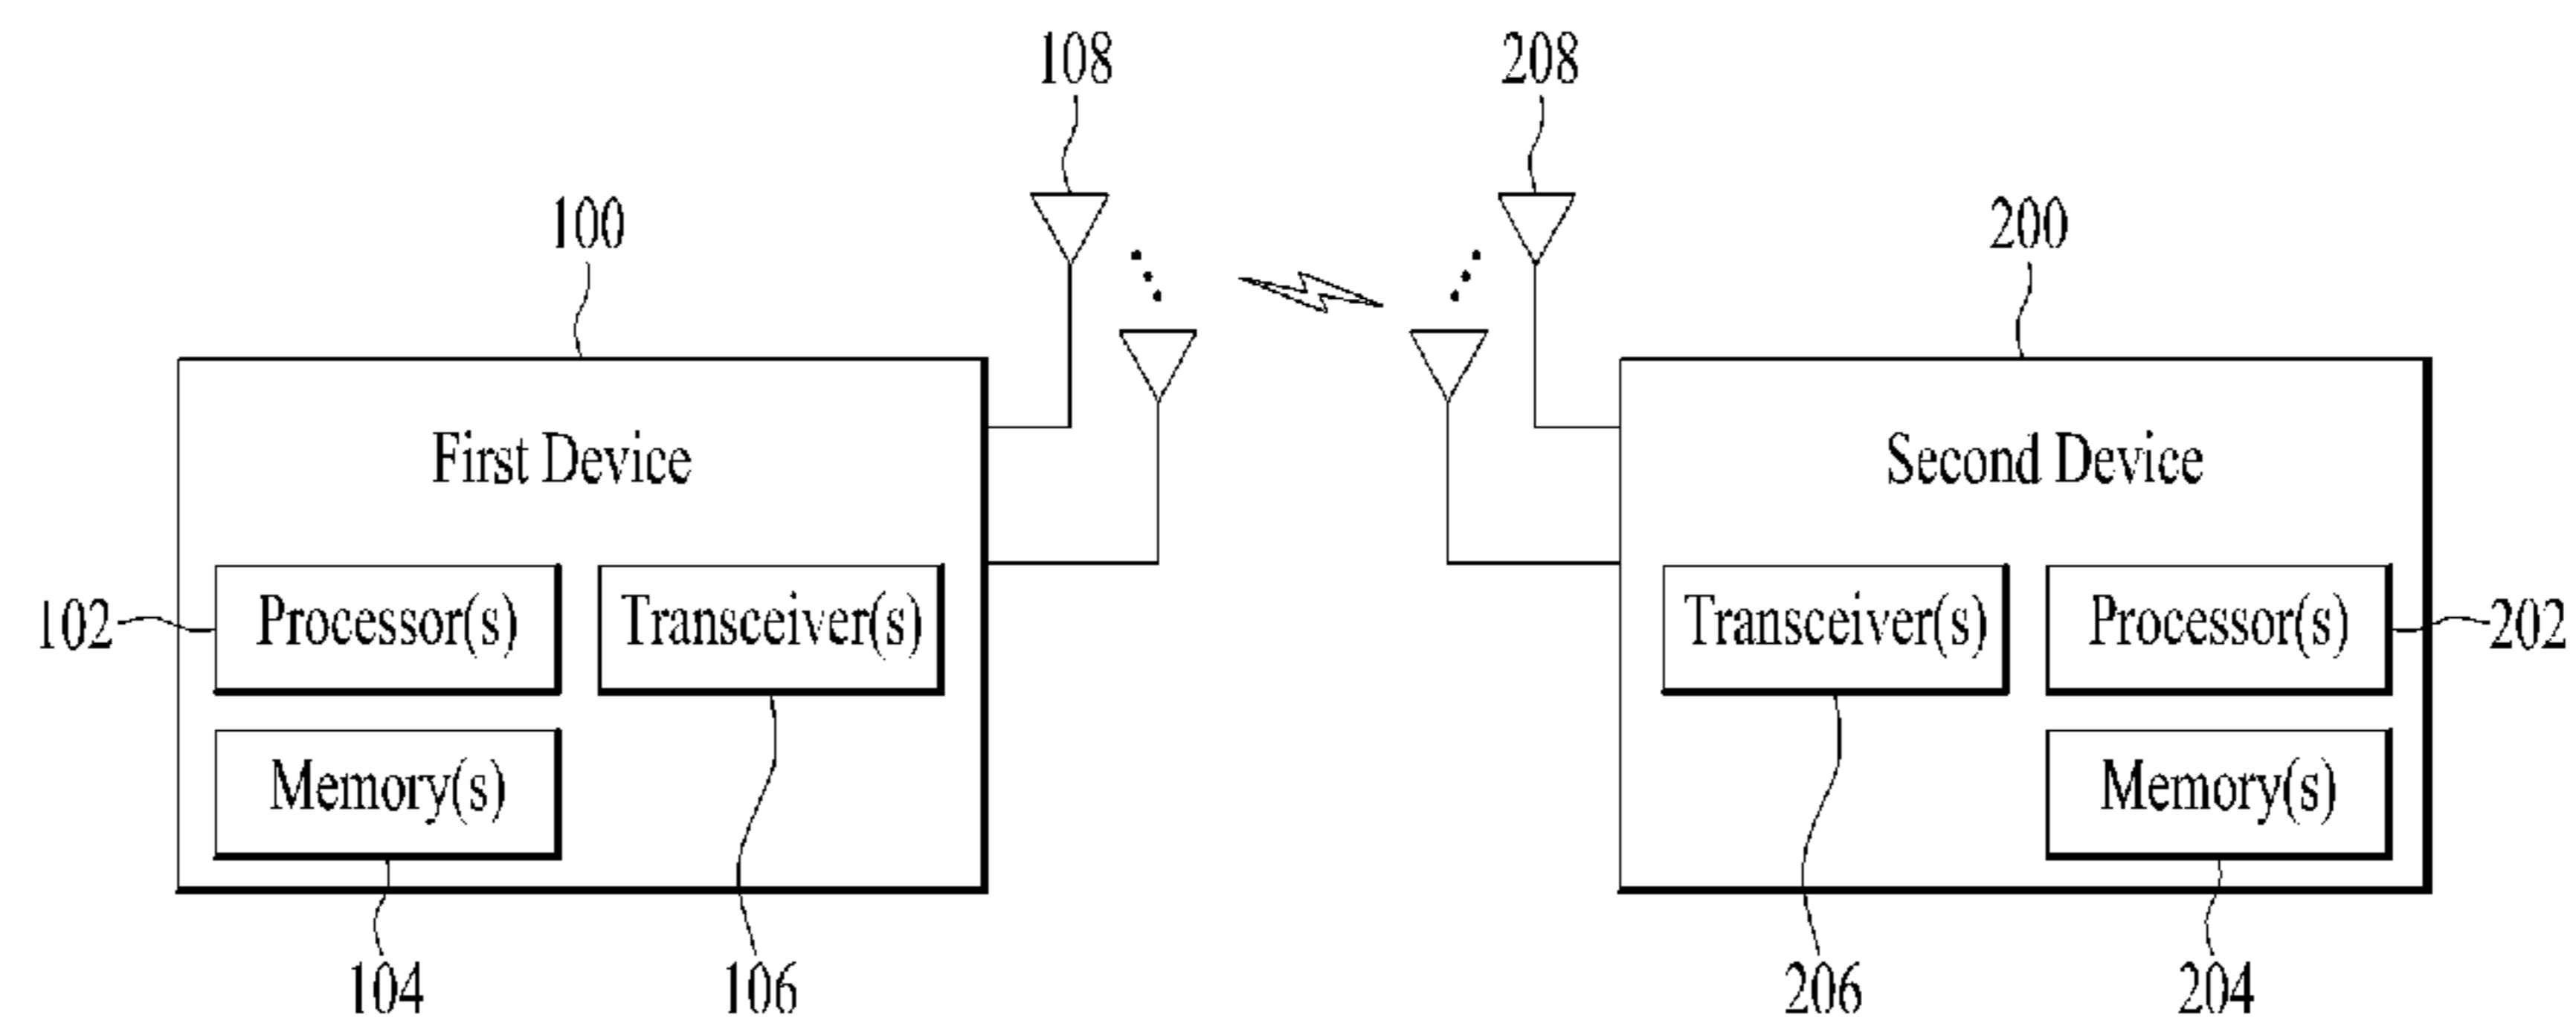 108
208
100
200
First Device
Second Device
102
Processor(s)
Transceiver(s)
Transceiver(s)
Processor(s)
202
Memory(s)
Memory(s)
104
106
206
204